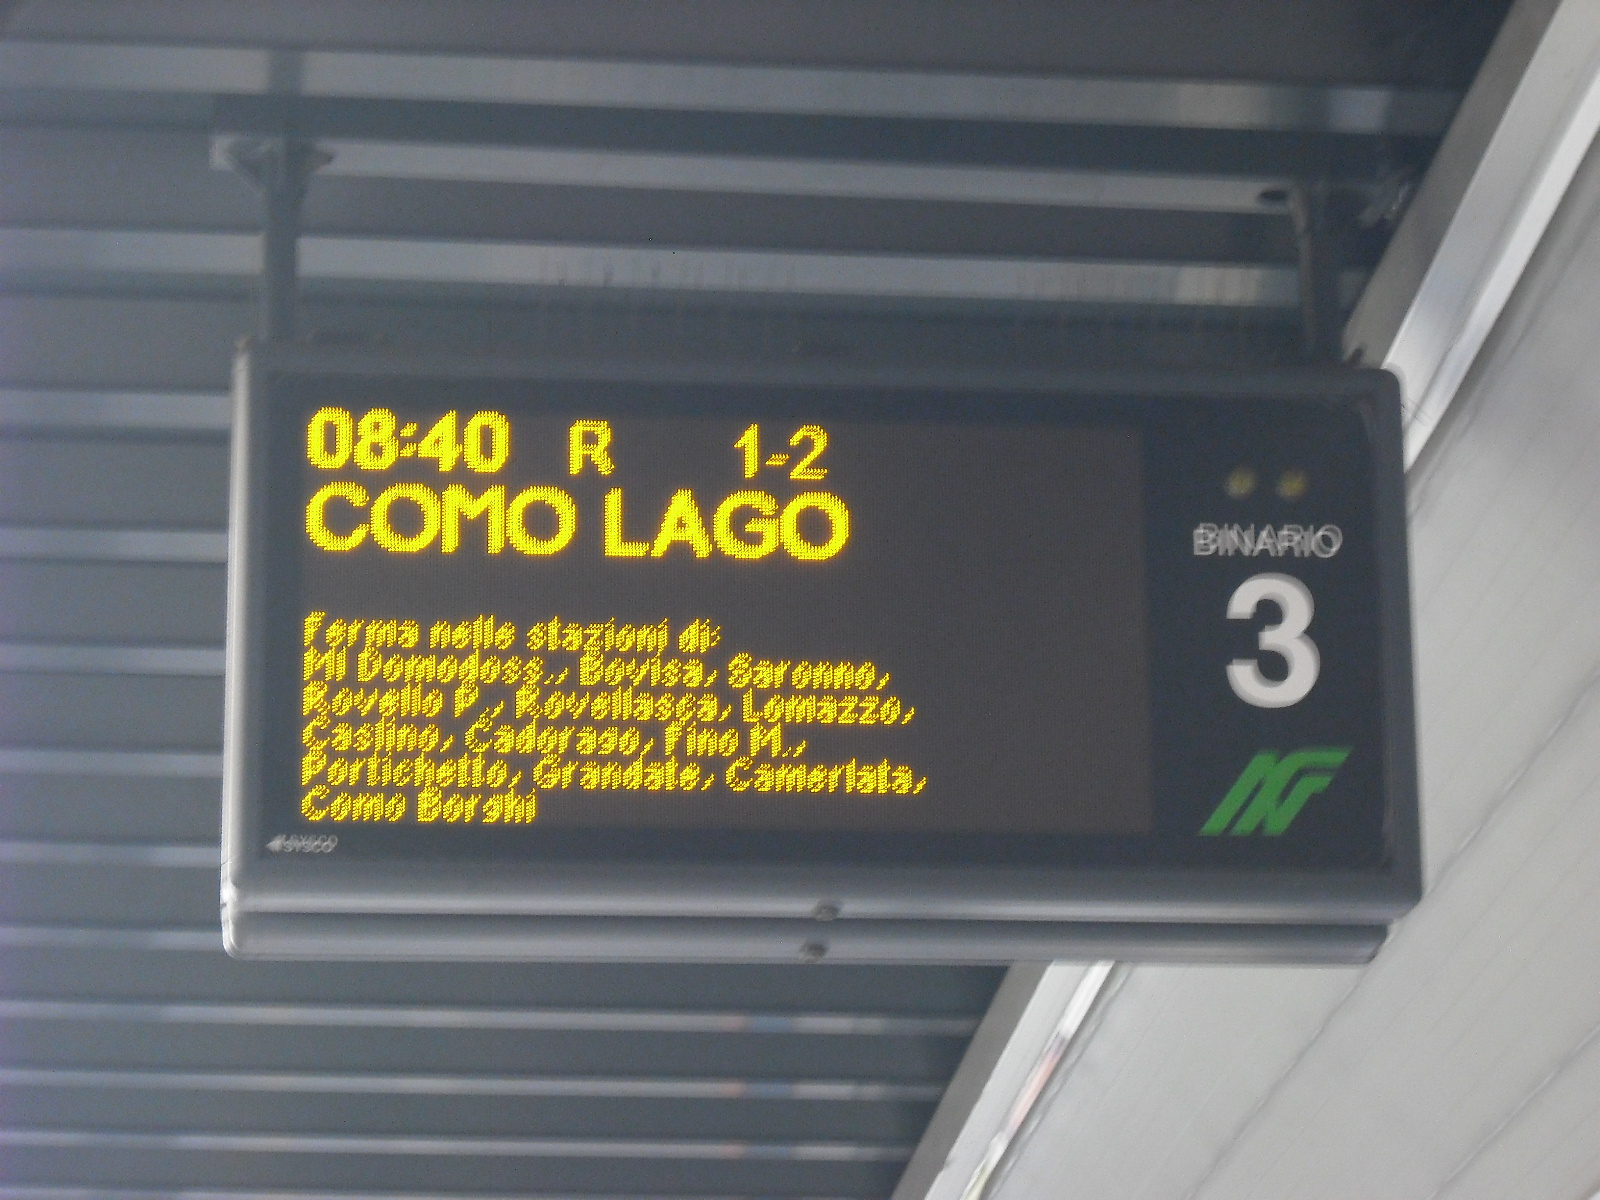 08:40 R 1-2
COMO LAGO
Ferma nelle stazioni di:
MI Domodoss., Bovisa, Saronno,
Rovello P., Rovellasca, Lomazzo,
Caslino, Cadorago, Fino M.,
Portichetto, Grandate, Camerlata,
Como Borghi
BINARIO
3
SYSCO